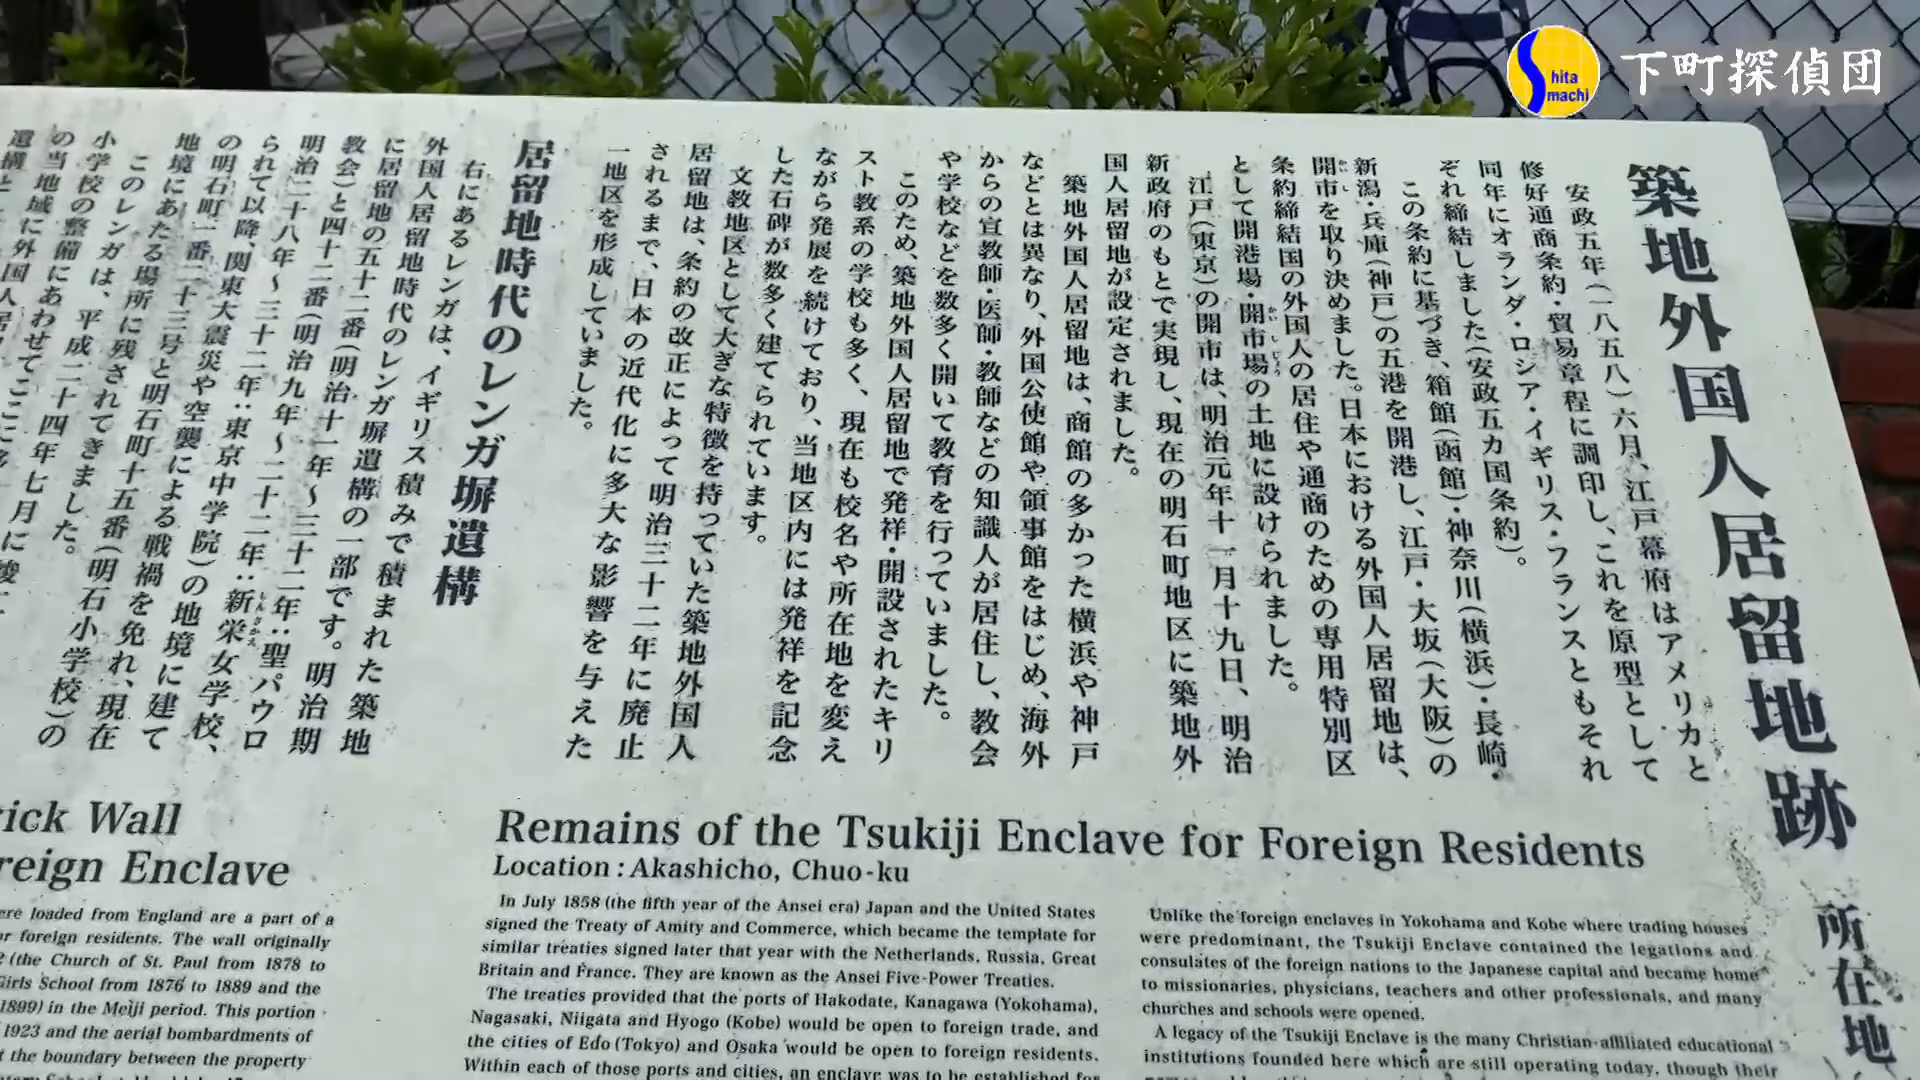 Shita
machi
下町探偵団
築地外国人居留地跡
所在地
安政五年(一八五八)六月、江戸幕府はアメリカと
修好通商条約・貿易章程に調印し、これを原型として
同年にオランダ・ロシア・イギリス・フランスともそれ
ぞれ締結しました(安政五カ国条約)。
この条約に基づき、箱館(函館)・神奈川(横浜)・長崎・
新潟・兵庫(神戸)の五港を開港し、江戸・大坂(大阪)の
開市を取り決めました。日本における外国人居留地は、
条約締結国の外国人の居住や通商のための専用特別区
として開港場・開市場の土地に設けられました。
江戸(東京)の開市は、明治元年十一月十九日、明治
新政府のもとで実現し、現在の明石町地区に築地外
国人居留地が設定されました。
築地外国人居留地は、商館の多かった横浜や神戸
などとは異なり、外国公使館や領事館をはじめ、海外
からの宣教師・医師・教師などの知識人が居住し、教会
や学校などを数多く開いて教育を行っていました。
このため、築地外国人居留地で発祥・開設されたキリ
スト教系の学校も多く、現在も校名や所在地を変え
ながら発展を続けており、当地区内には発祥を記念
した石碑が数多く建てられています。
文教地区として大きな特徴を持っていた築地外国人
居留地は、条約の改正によって明治三十二年に廃止
されるまで、日本の近代化に多大な影響を与えた
一地区を形成していました。
居留地時代のレンガ塀遺構
右にあるレンガは、イギリス積みで積まれた築地
外国人居留地時代のレンガ塀遺構の一部です。明治期
に居留地の五十二番(明治十一年～三十二年:聖パウロ
教会)と四十二番(明治九年～二十二年:新栄女学校、
明治二十八年～三十二年:東京中学院)の地境に建て
られて以降、関東大震災や空襲による戦禍を免れ、現在
の明石町一番二十三号と明石町十五番(明石小学校)の
地境にあたる場所に残されてきました。
このレンガは、平成二十四年七月に竣工
小学校の整備にあわせてここに移
の当地域に外国人居
遺構と
Remains of the Tsukiji Enclave for Foreign Residents
Location : Akashicho, Chuo-ku
In July 1858 (the fifth year of the Ansei era) Japan and the United States
signed the Treaty of Amity and Commerce, which became the template for
similar treaties signed later that year with the Netherlands, Russia, Great
Britain and France. They are known as the Ansei Five-Power Treaties.
The treaties provided that the ports of Hakodate, Kanagawa (Yokohama),
Nagasaki, Niigata and Hyogo (Kobe) would be open to foreign trade, and
the cities of Edo (Tokyo) and Osaka would be open to foreign residents.
Within each of those ports and cities, an enclave was to be established for
Unlike the foreign enclaves in Yokohama and Kobe where trading houses
were predominant, the Tsukiji Enclave contained the legations and
consulates of the foreign nations to the Japanese capital and became home
to missionaries, physicians, teachers and other professionals, and many
churches and schools were opened.
A legacy of the Tsukiji Enclave is the many Christian-affiliated educational
institutions founded here which are still operating today, though their
rick Wall
reign Enclave
ere loaded from England are a part of a
or foreign residents. The wall originally
2 (the Church of St. Paul from 1878 to
Girls School from 1876 to 1889 and the
1899) in the Meiji period. This portion
1923 and the aerial bombardments of
t the boundary between the property